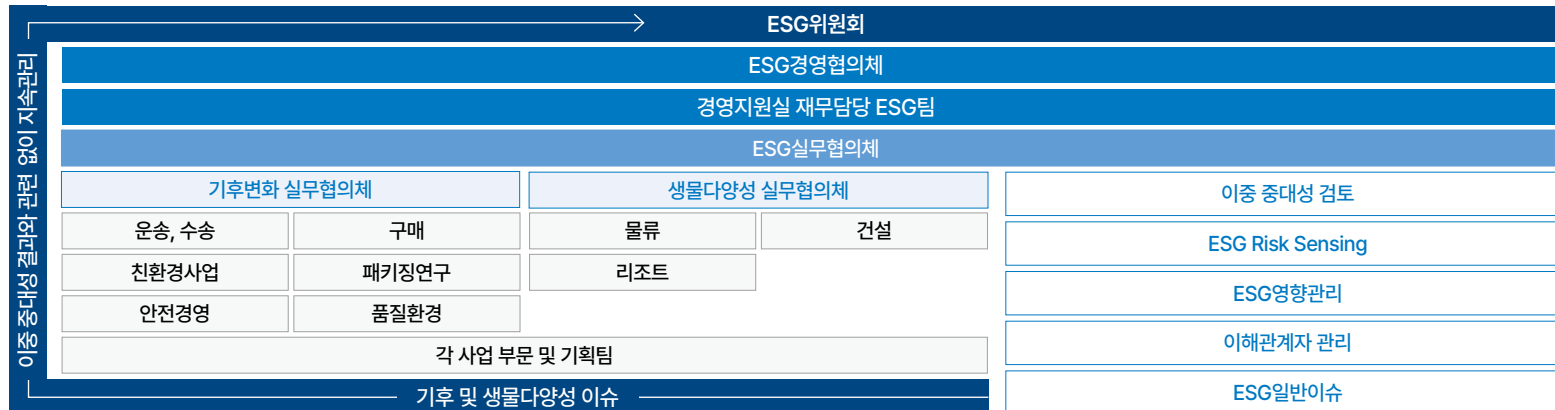 ESG위원회
이중 중대성 결과와 관련 없이 지속관리
ESG경영협의체
경영지원실 재무담당 ESG팀
ESG실무협의체
기후변화 실무협의체
생물다양성 실무협의체
운송, 수송
구매
물류
건설
친환경사업
패키징연구
리조트
안전경영
품질환경
각 사업 부문 및 기획팀
기후 및 생물다양성 이슈
이중 중대성 검토
ESG Risk Sensing
ESG영향관리
이해관계자 관리
ESG일반이슈